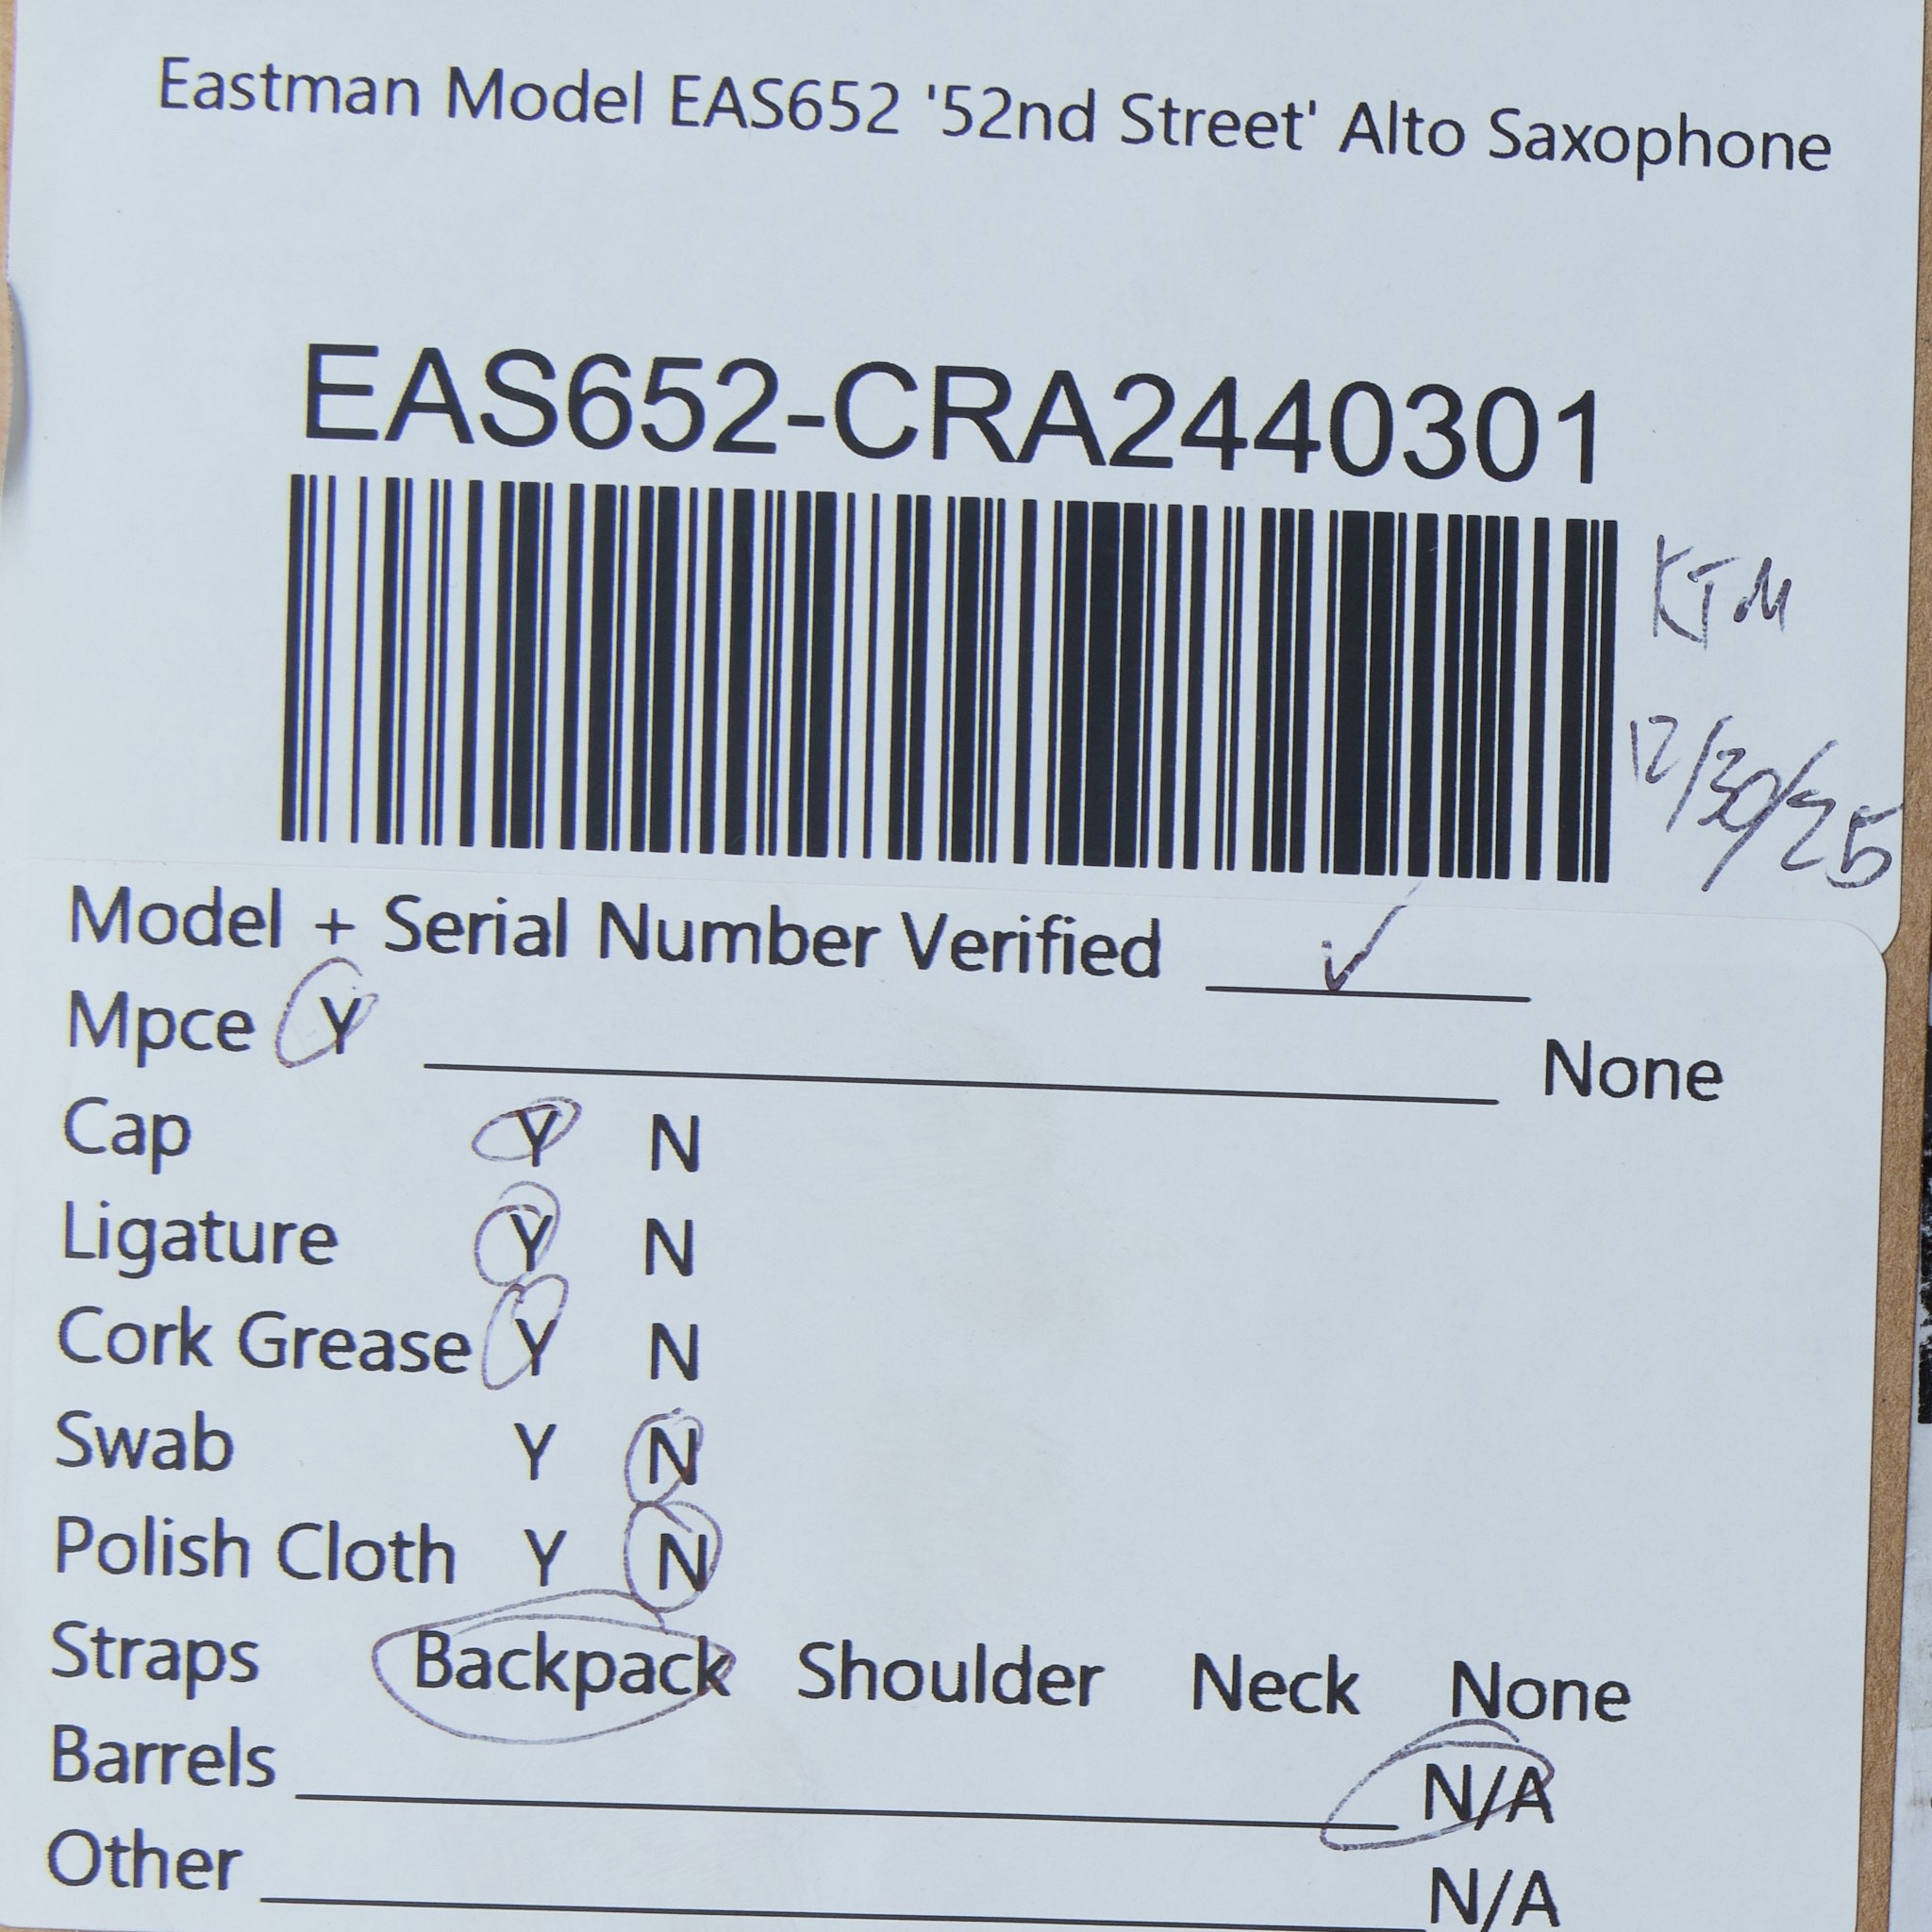 Eastman Model EAS652 '52nd Street' Alto Saxophone
EAS652-CRA2440301
KJM
12/30/25
Model + Serial Number Verified ✓
Mpce Y None
Cap Y N
Ligature Y N
Cork Grease Y N
Swab Y N
Polish Cloth Y N
Straps Backpack Shoulder Neck None
Barrels N/A
Other N/A